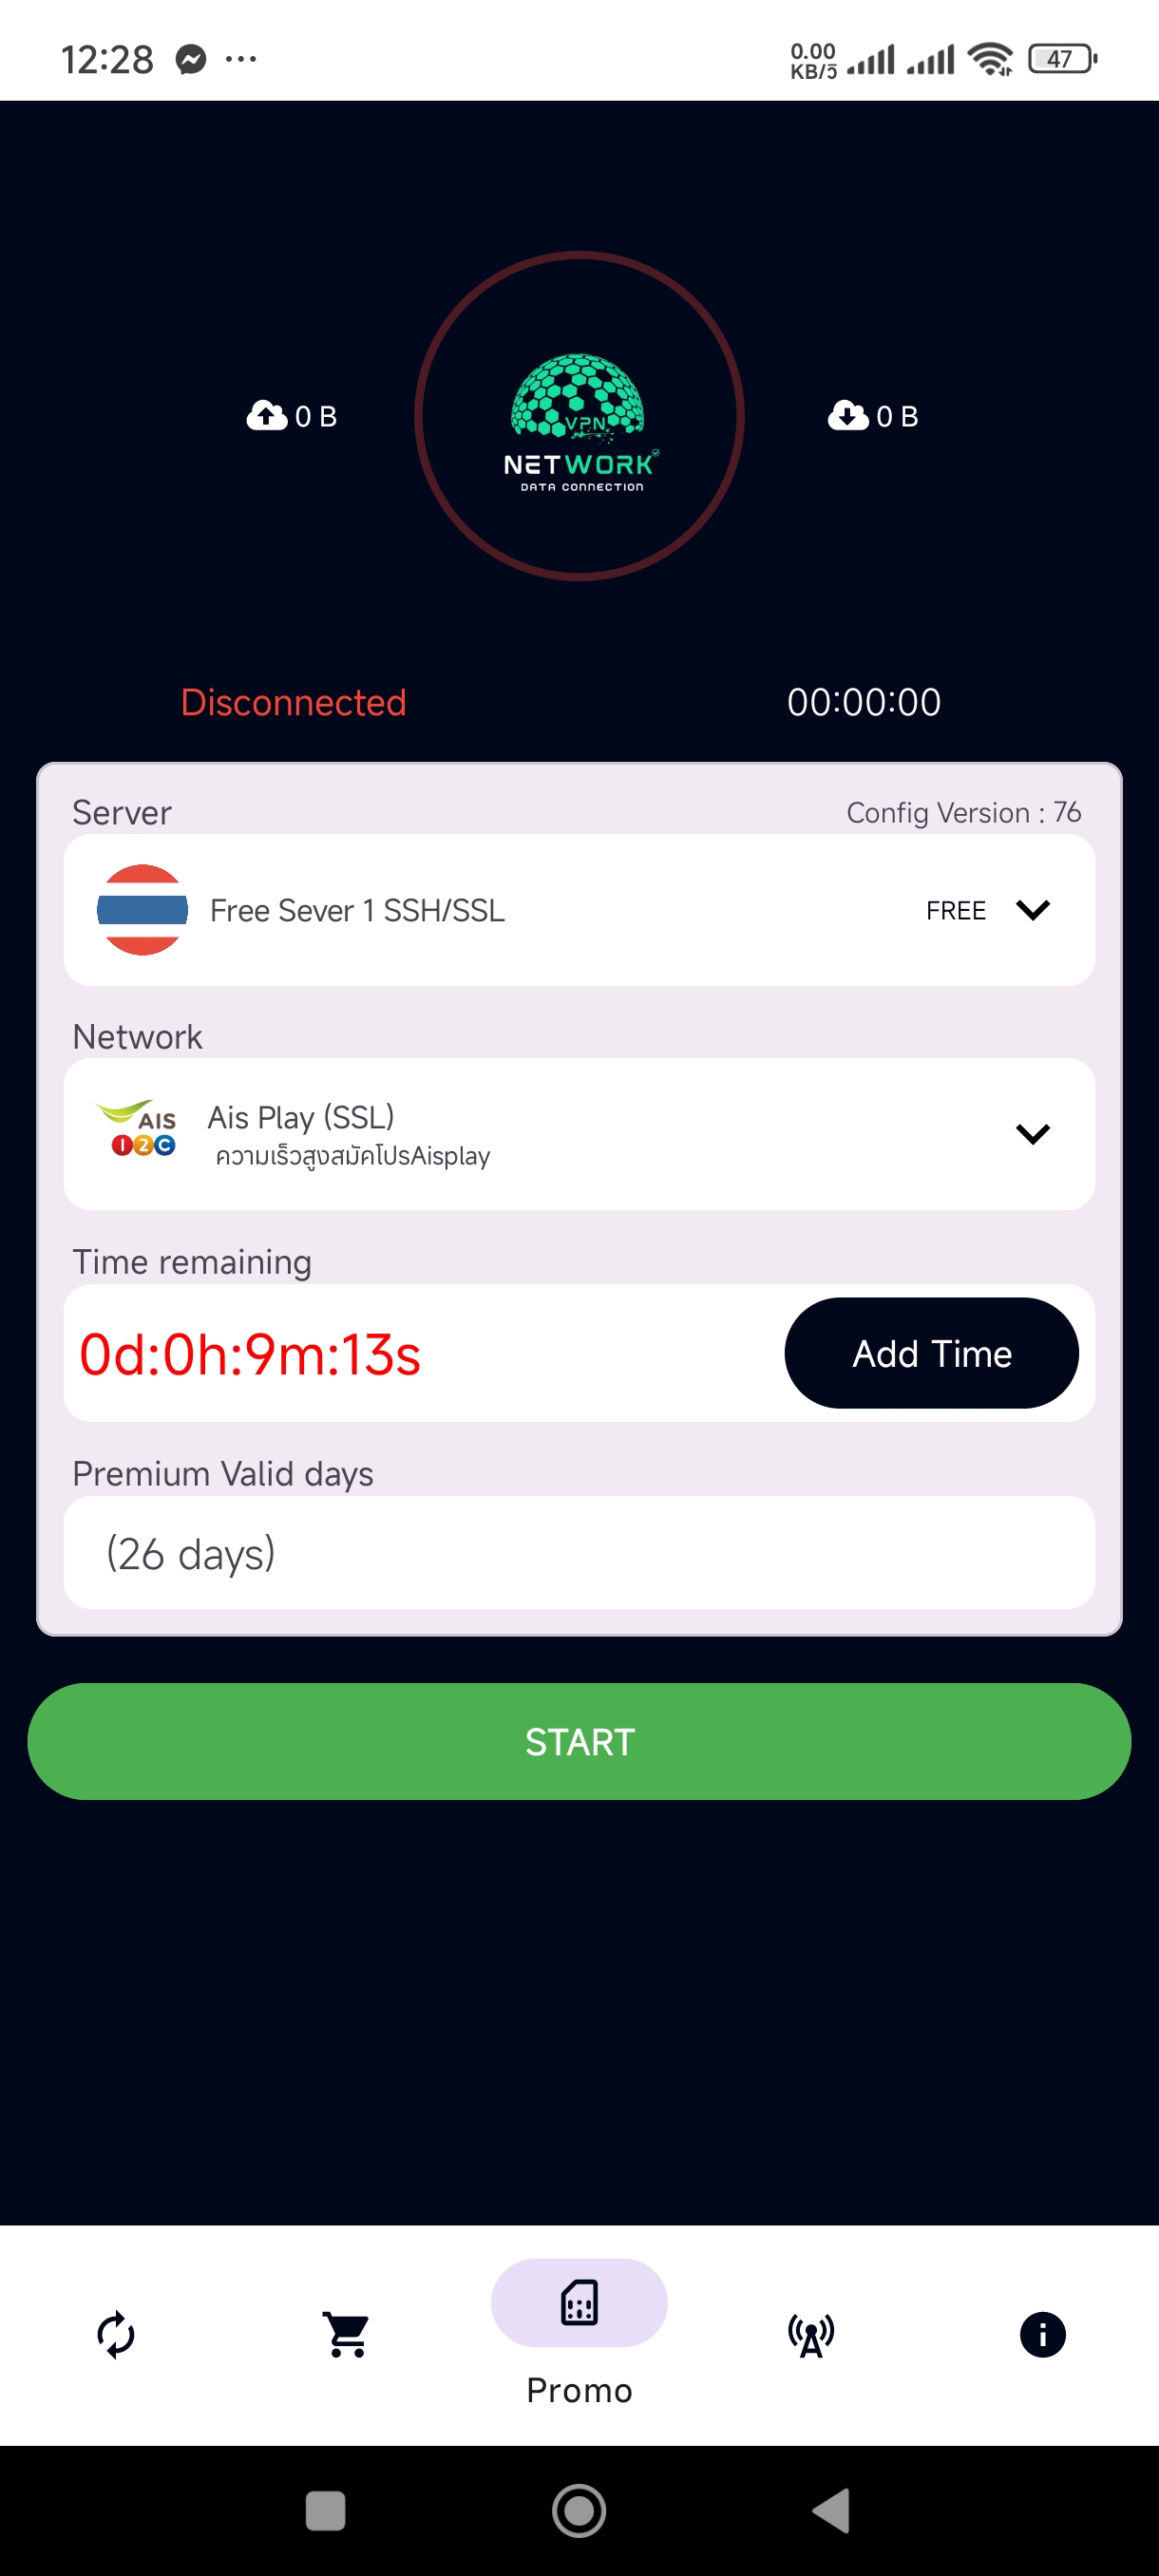 12:28
0.00
KB/ว
47
0 B
VPN
NETWORK
DATA CONNECTION
0 B
Disconnected
00:00:00
Server
Config Version : 76
Free Sever 1 SSH/SSL
FREE
Network
AIS
12C
Ais Play (SSL)
ความเร็วสูงสมัคโปรAisplay
Time remaining
0d:0h:9m:13s
Add Time
Premium Valid days
(26 days)
START
Promo